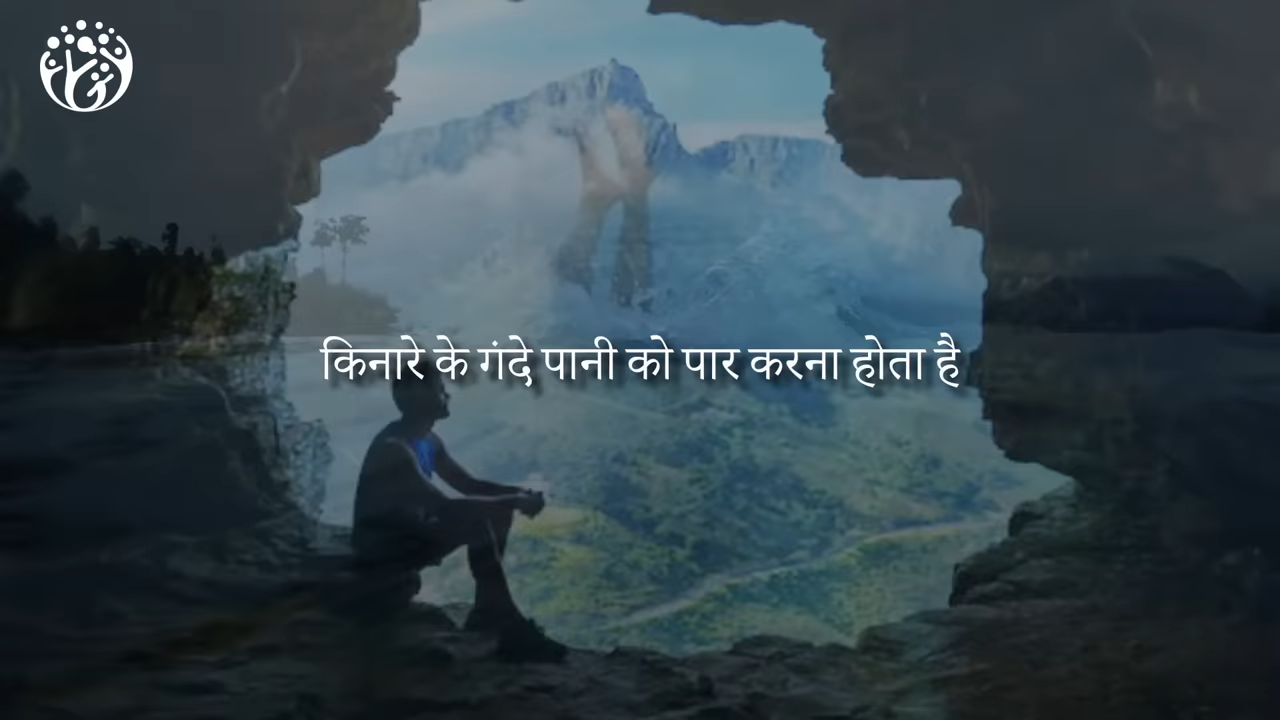 किनारे के गंदे पानी को पार करना होता है